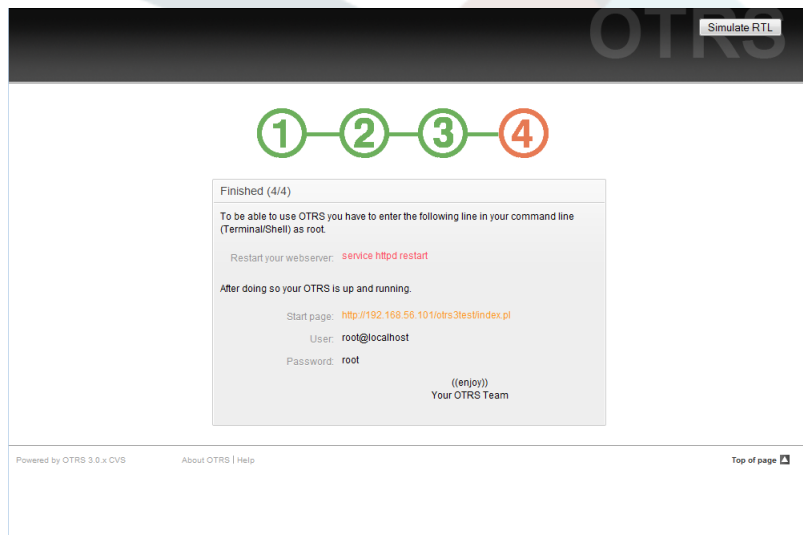 OTRS
Simulate RTL
1 2 3 4
Finished (4/4)
To be able to use OTRS you have to enter the following line in your command line
(Terminal/Shell) as root.
Restart your webserver: service httpd restart
After doing so your OTRS is up and running.
Start page: http://192.168.56.101/otrs3test/index.pl
User: root@localhost
Password: root
((enjoy))
Your OTRS Team
Powered by OTRS 3.0.x CVS About OTRS | Help Top of page